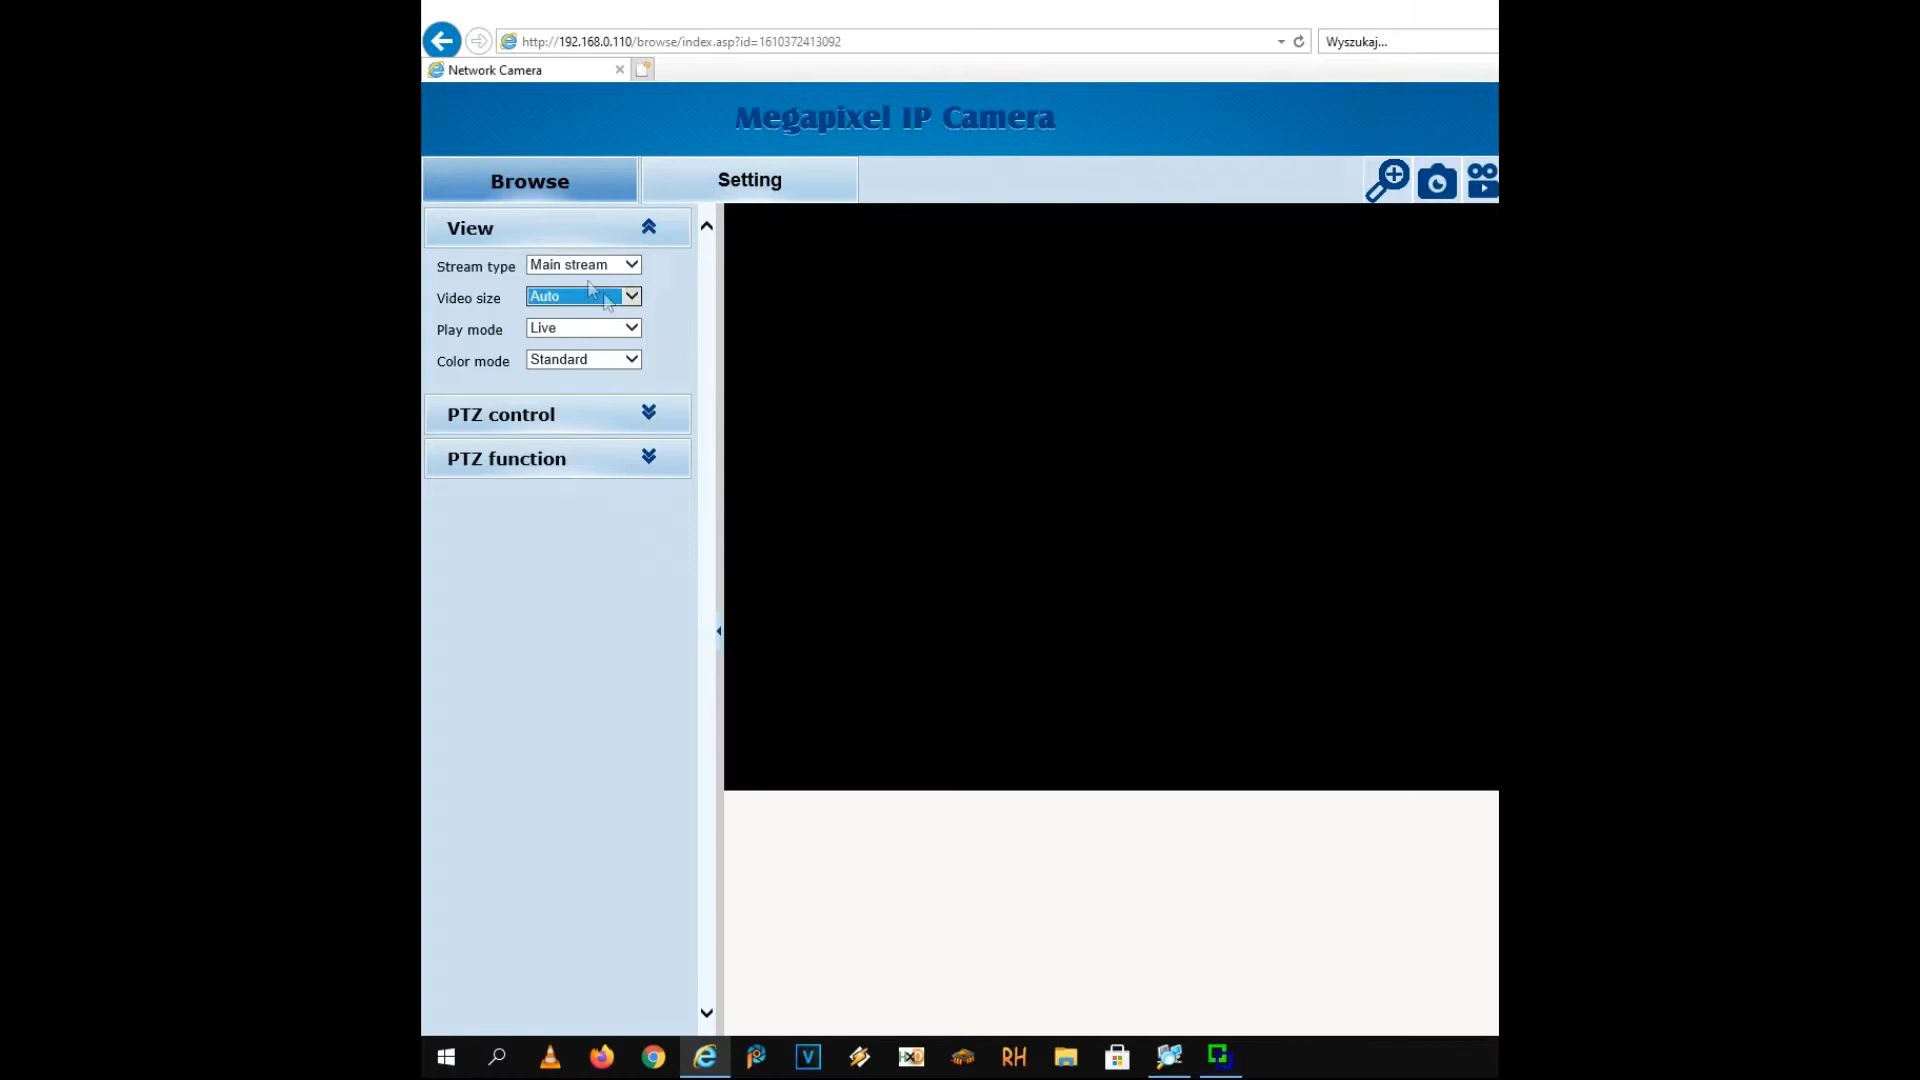 http://192.168.0.110/browse/index.asp?id=1610372413092
Wyszukaj...
Network Camera
Megapixel IP Camera
Browse
Setting
View
Stream type
Main stream
Video size
Auto
Play mode
Live
Color mode
Standard
PTZ control
PTZ function
V
RH